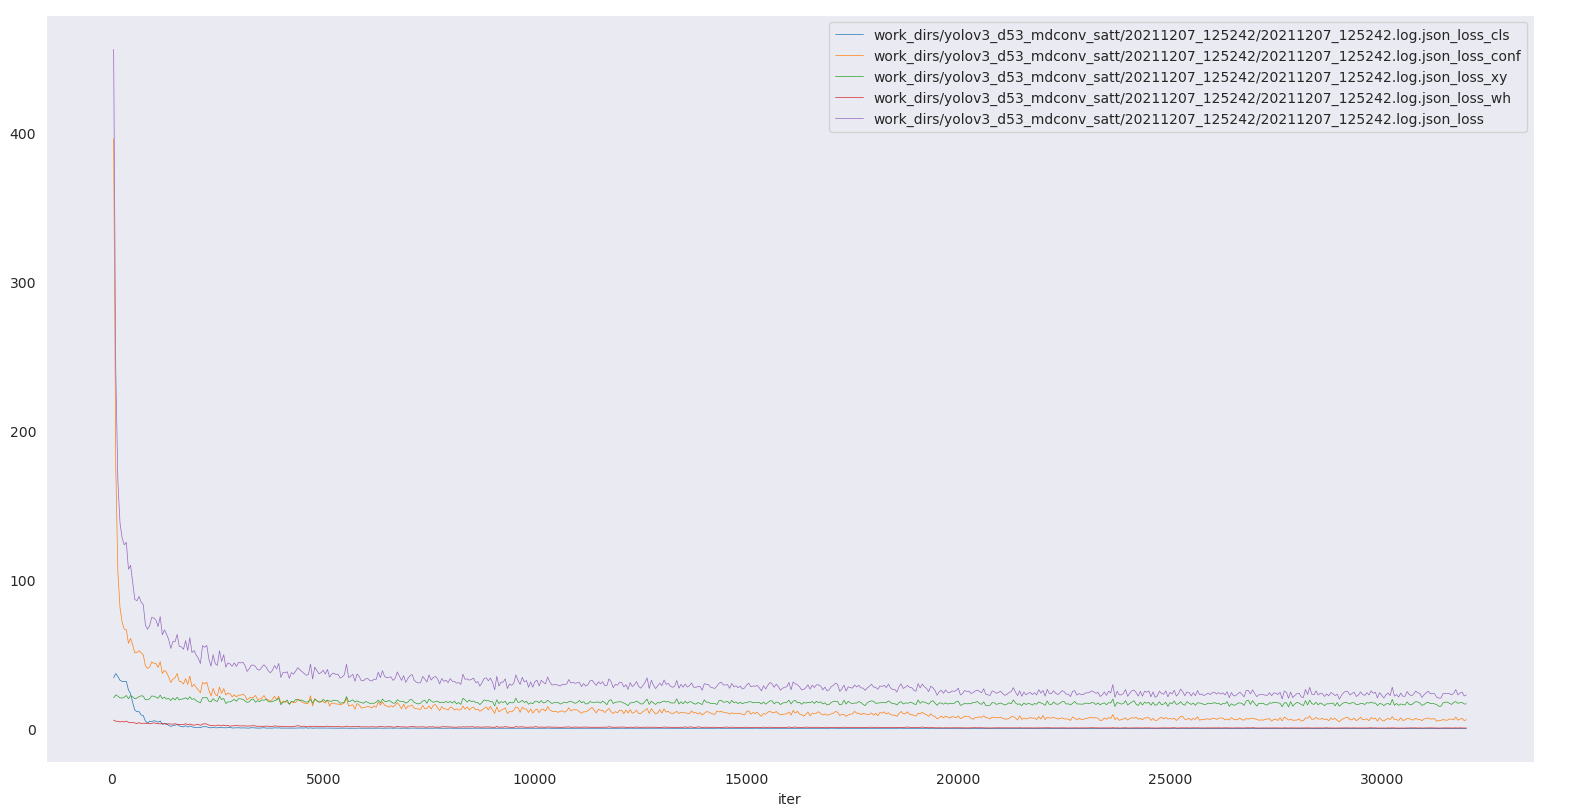 work_dirs/yolov3_d53_mdconv_satt/20211207_125242/20211207_125242.log.json_loss_cls
work_dirs/yolov3_d53_mdconv_satt/20211207_125242/20211207_125242.log.json_loss_conf
work_dirs/yolov3_d53_mdconv_satt/20211207_125242/20211207_125242.log.json_loss_xy
work_dirs/yolov3_d53_mdconv_satt/20211207_125242/20211207_125242.log.json_loss_wh
work_dirs/yolov3_d53_mdconv_satt/20211207_125242/20211207_125242.log.json_loss
400
300
200
100
0
0 5000 10000 15000 20000 25000 30000
iter